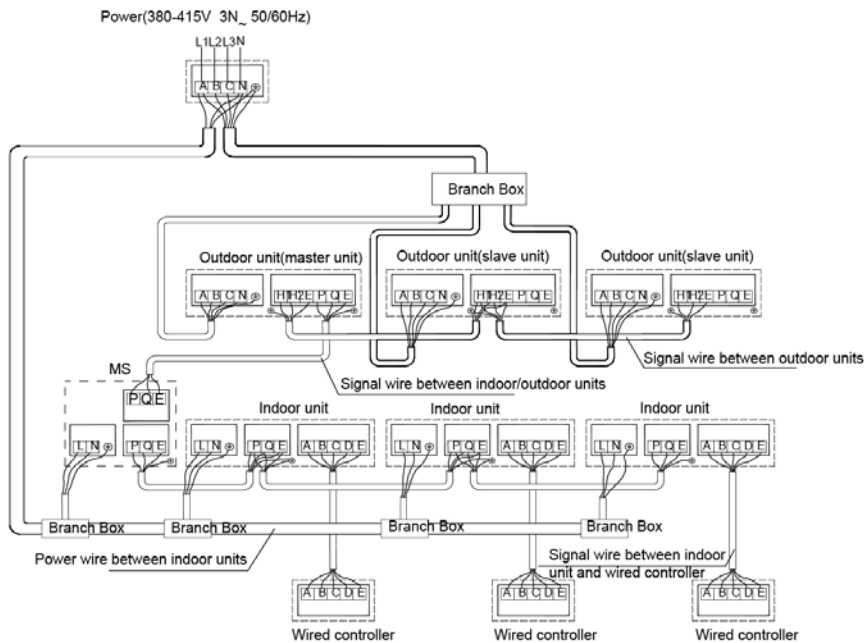 Power(380-415V 3N~ 50/60Hz)
L1L2L3N
A B C N
Branch Box
Outdoor unit(master unit)
Outdoor unit(slave unit)
Outdoor unit(slave unit)
A B C N
H1H2E P Q E
A B C N
H1H2E P Q E
A B C N
H1H2E P Q E
Signal wire between outdoor units
MS
Signal wire between indoor/outdoor units
P Q E
Indoor unit
Indoor unit
Indoor unit
L N
P Q E
L N
P Q E
A B C D E
L N
P Q E
A B C D E
L N
P Q E
A B C D E
Branch Box
Branch Box
Branch Box
Branch Box
Power wire between indoor units
Signal wire between indoor
unit and wired controller
A B C D E
A B C D E
A B C D E
Wired controller
Wired controller
Wired controller